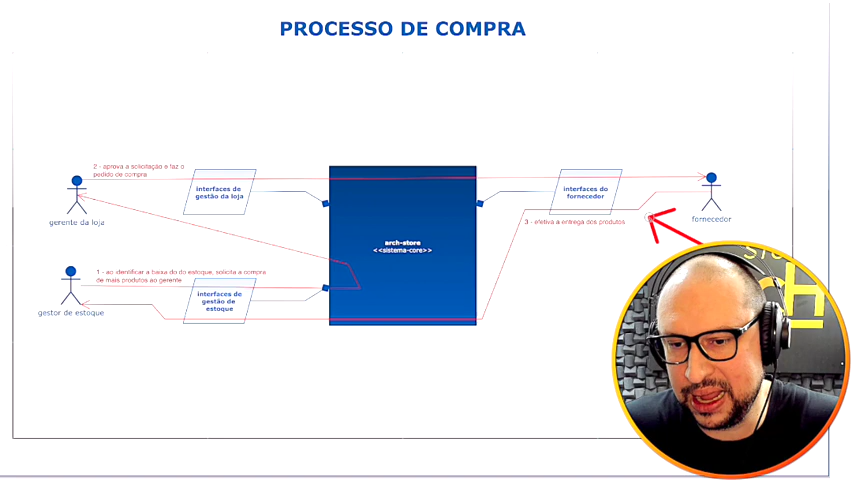 PROCESSO DE COMPRA
2 - aprova a solicitação e faz o
pedido de compra
interfaces de
gestão da loja
interfaces do
fornecedor
gerente da loja
fornecedor
3 - efetiva a entrega dos produtos
arch-store
<<sistema-core>>
1 - ao identificar a baixa do do estoque, solicita a compra
de mais produtos ao gerente
interfaces de
gestão de
estoque
gestor de estoque